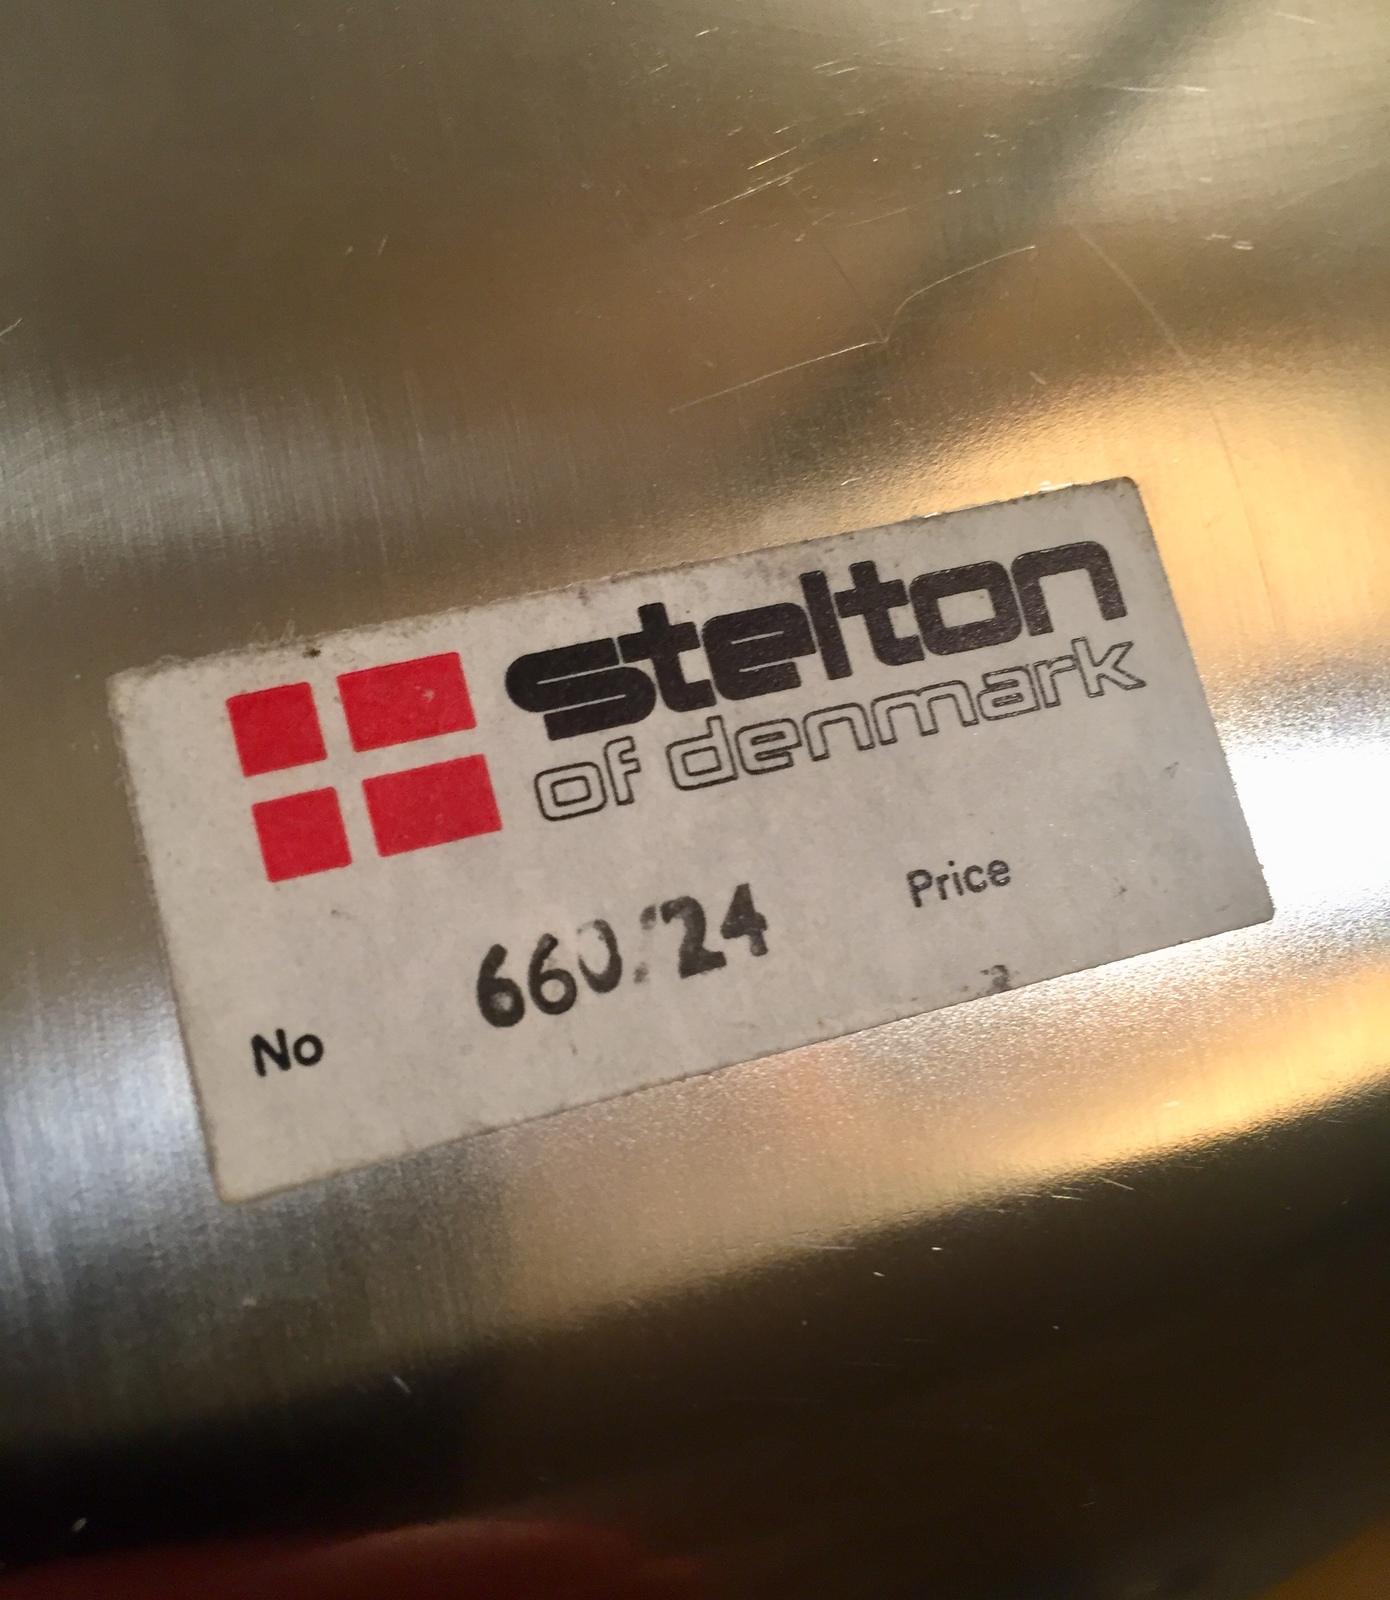 stelton
of denmark
Price
No 660/24